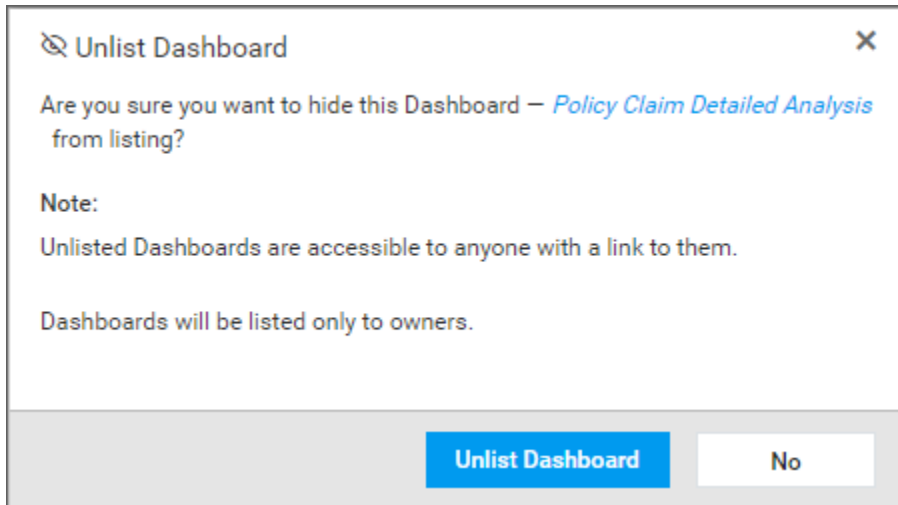 Unlist Dashboard
Are you sure you want to hide this Dashboard – Policy Claim Detailed Analysis
from listing?
Note:
Unlisted Dashboards are accessible to anyone with a link to them.
Dashboards will be listed only to owners.
Unlist Dashboard No